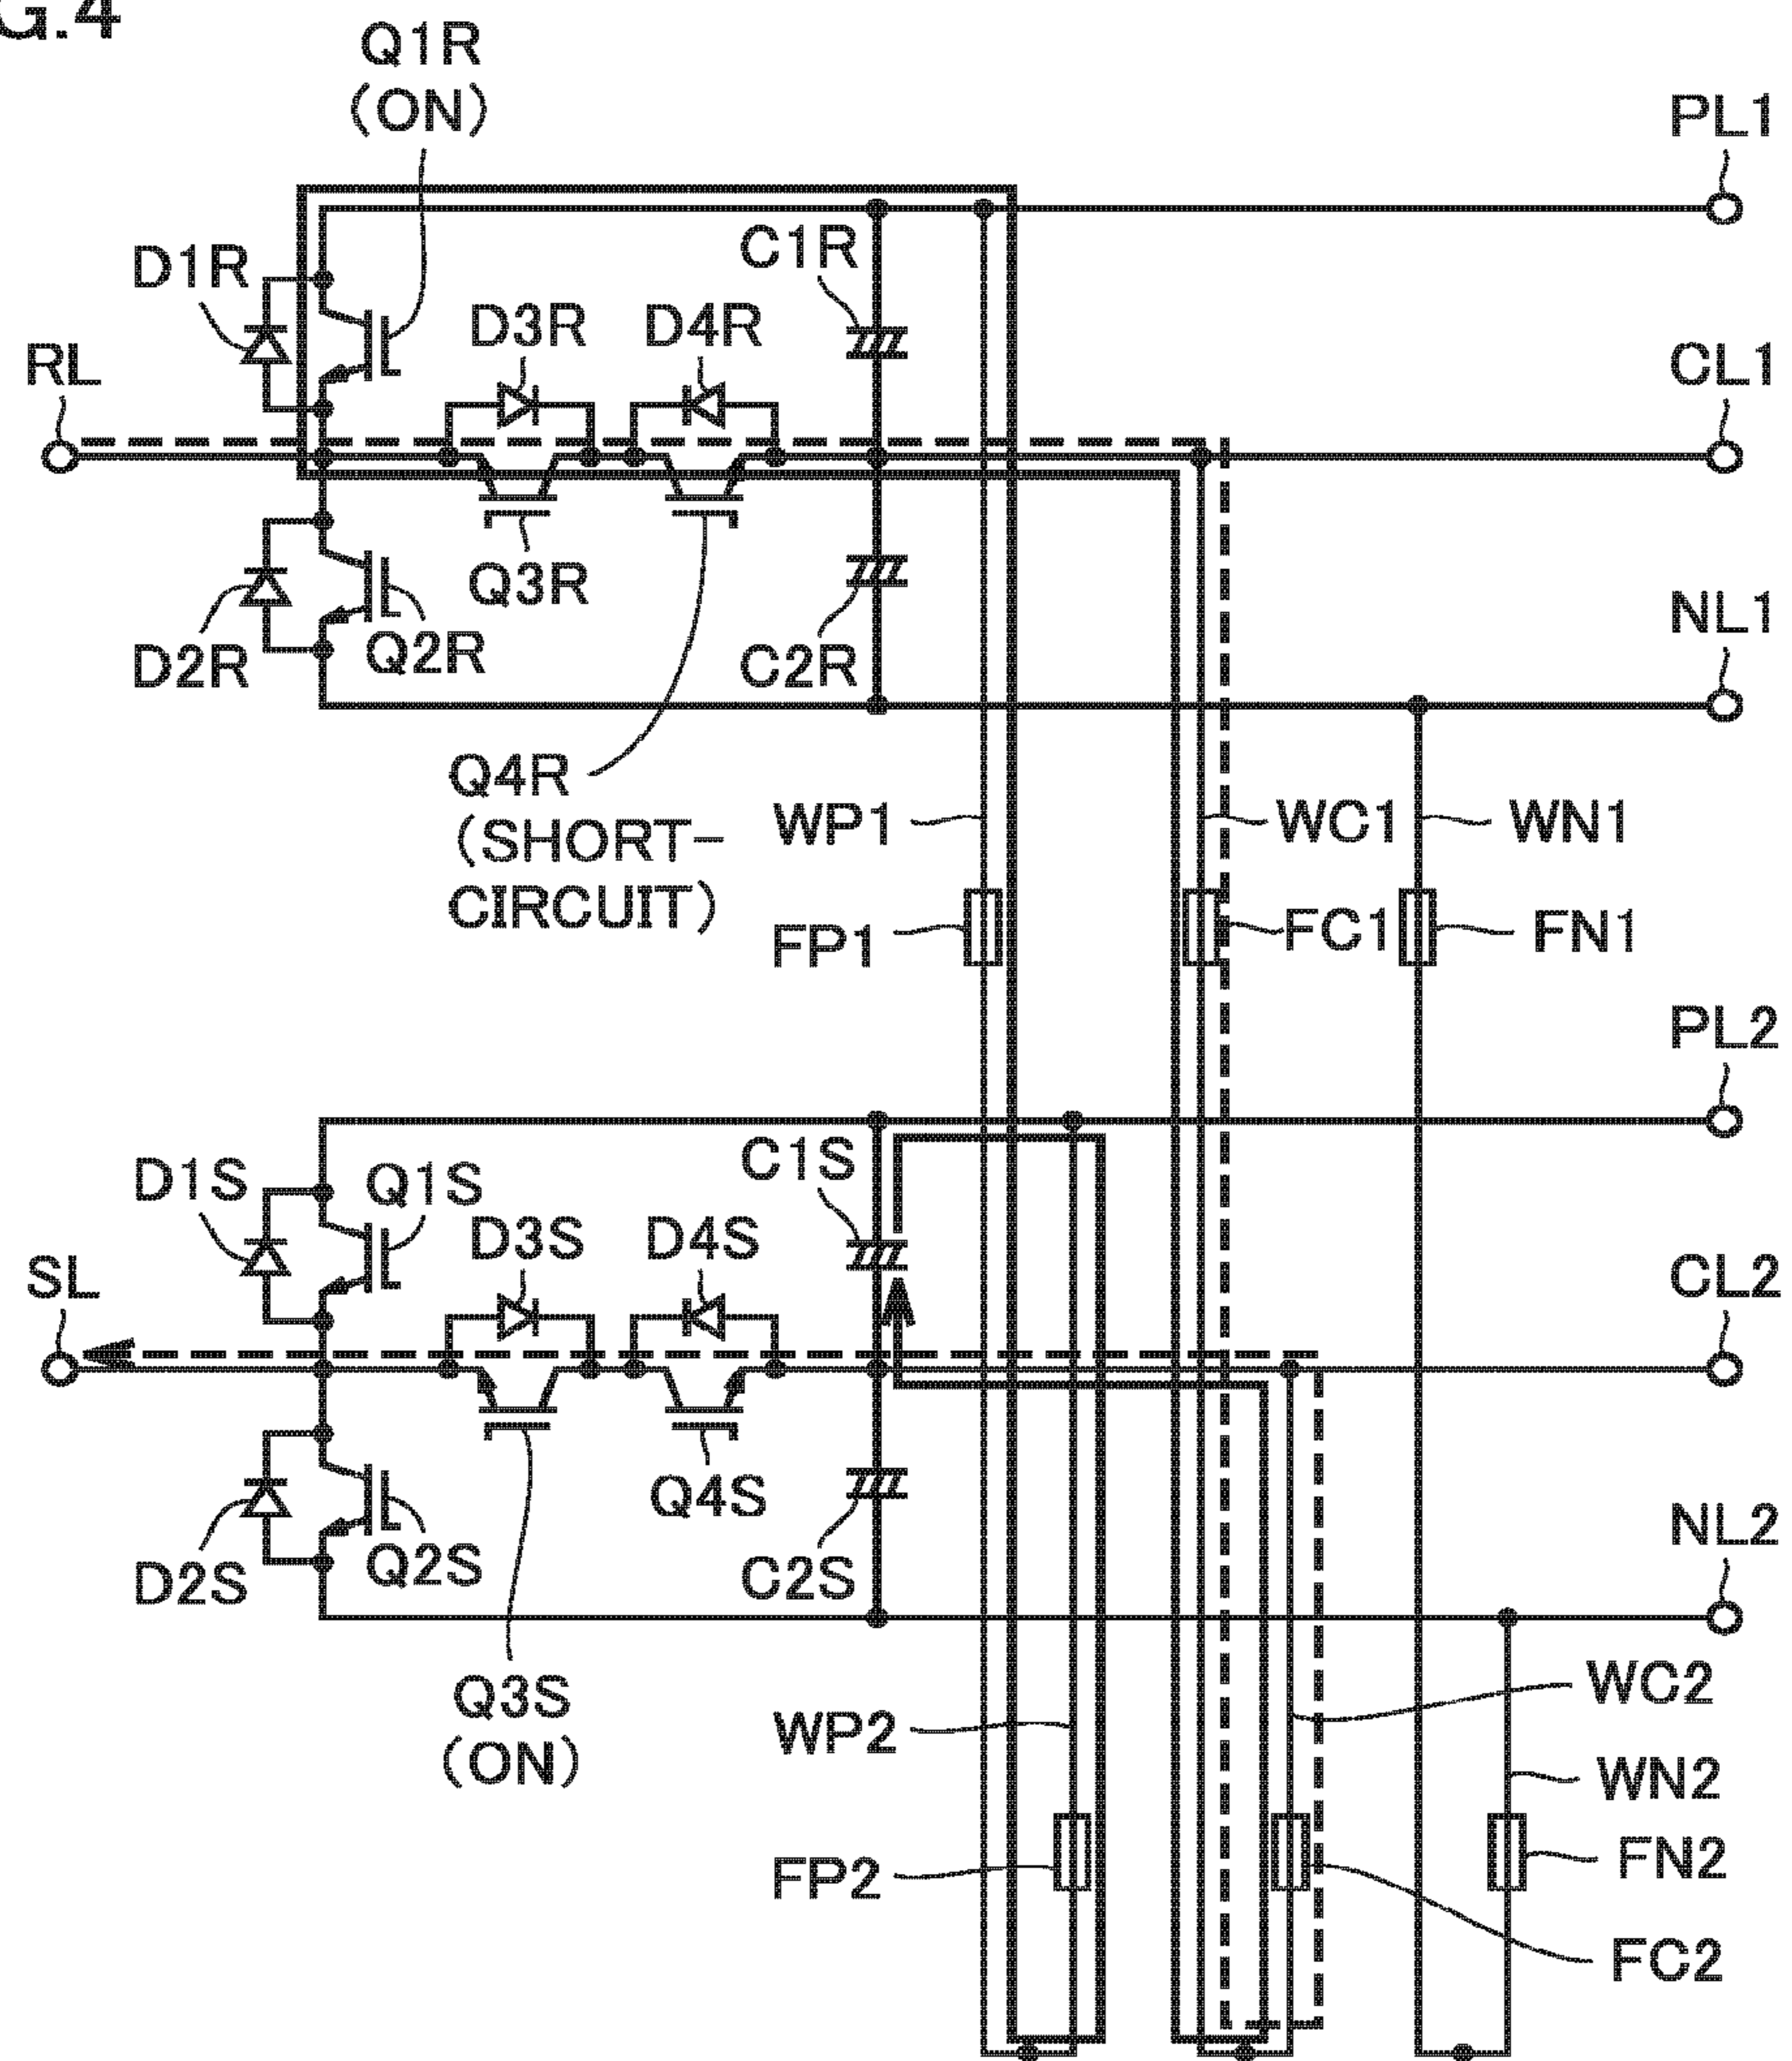 G.4
Q1R
(ON)
PL1
D1R
C1R
D3R
D4R
RL
CL1
Q3R
D2R
Q2R
C2R
NL1
Q4R
(SHORT-
CIRCUIT)
WP1
WC1
WN1
FP1
FC1
FN1
PL2
D1S
Q1S
C1S
D3S
D4S
SL
CL2
Q4S
D2S
Q2S
C2S
NL2
Q3S
(ON)
WP2
WC2
WN2
FP2
FN2
FC2